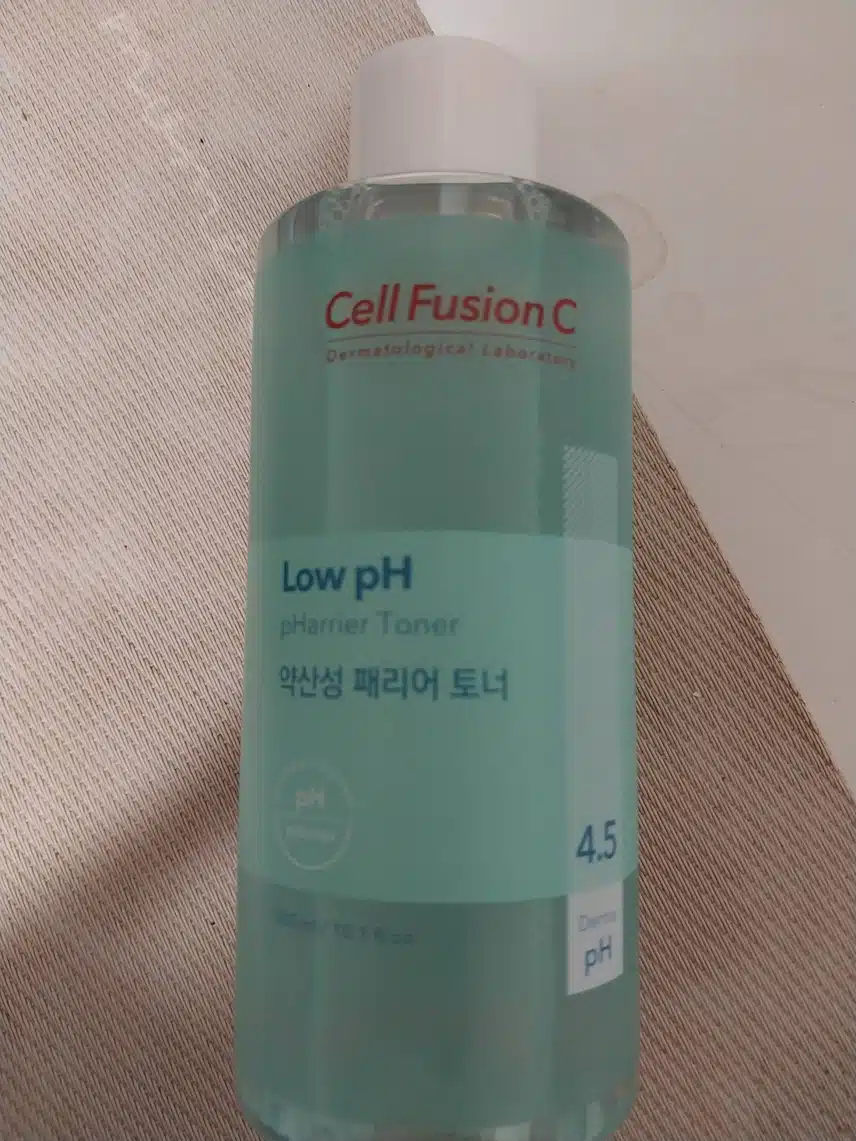 Cell Fusion C
Dermatological Laboratory
Low pH
pHarrier Toner
약산성 패리어 토너
pH
4.5
Derma
pH